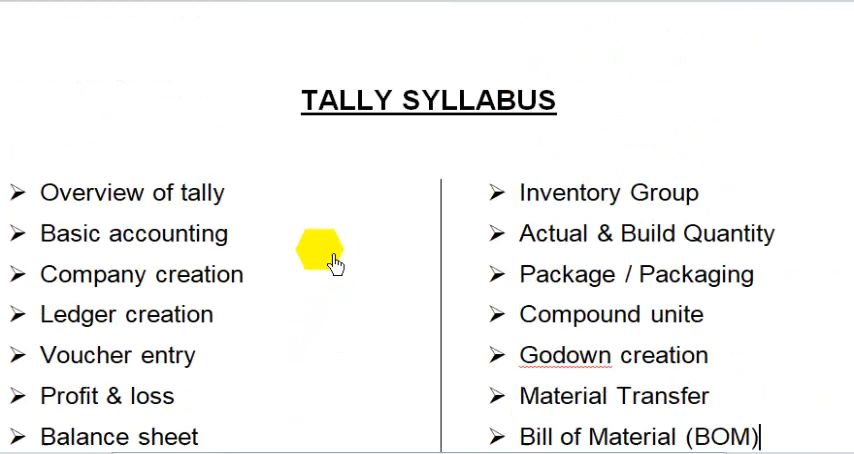 TALLY SYLLABUS
Overview of tally
Basic accounting
Company creation
Ledger creation
Voucher entry
Profit & loss
Balance sheet
Inventory Group
Actual & Build Quantity
Package / Packaging
Compound unite
Godown creation
Material Transfer
Bill of Material (BOM)